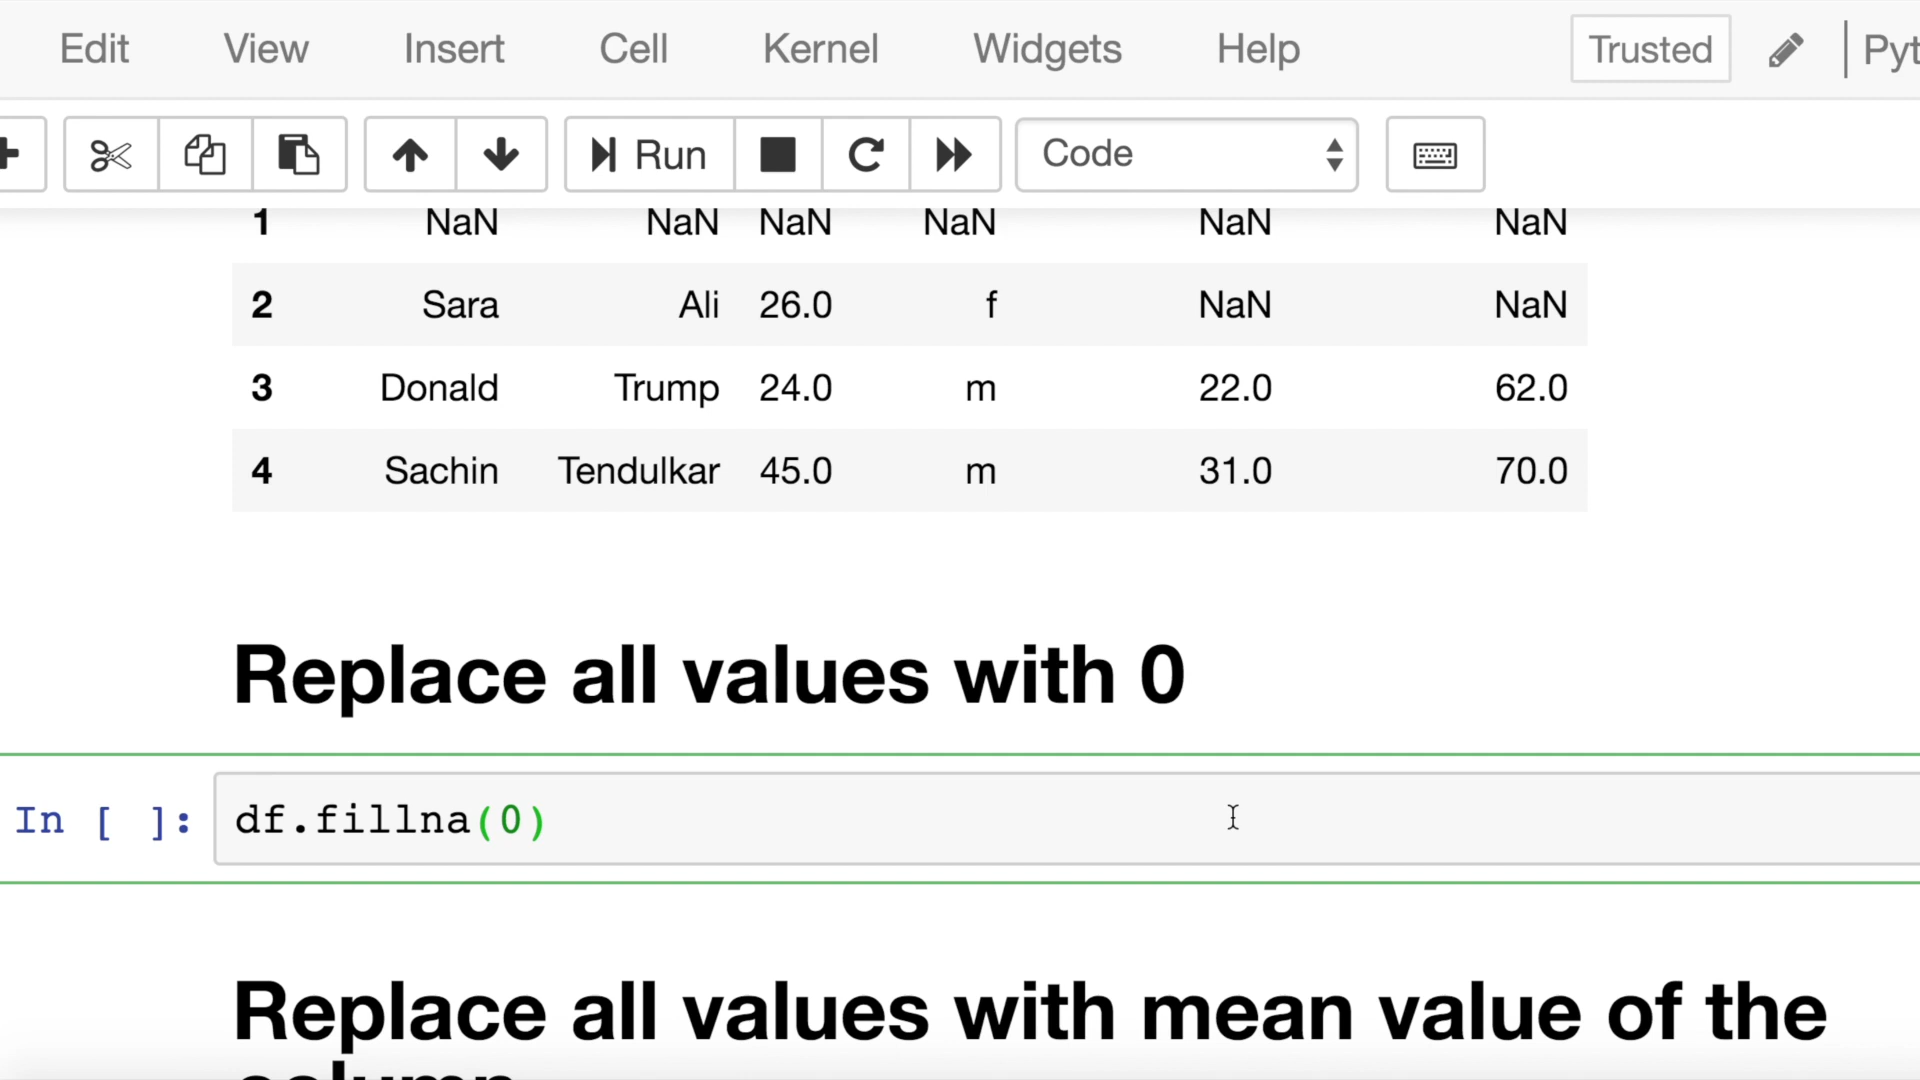 Edit View Insert Cell Kernel Widgets Help Trusted Pyt
Run Code
1 NaN NaN NaN NaN NaN NaN
2 Sara Ali 26.0 f NaN NaN
3 Donald Trump 24.0 m 22.0 62.0
4 Sachin Tendulkar 45.0 m 31.0 70.0
Replace all values with 0
In [ ]: df.fillna(0)
Replace all values with mean value of the
column